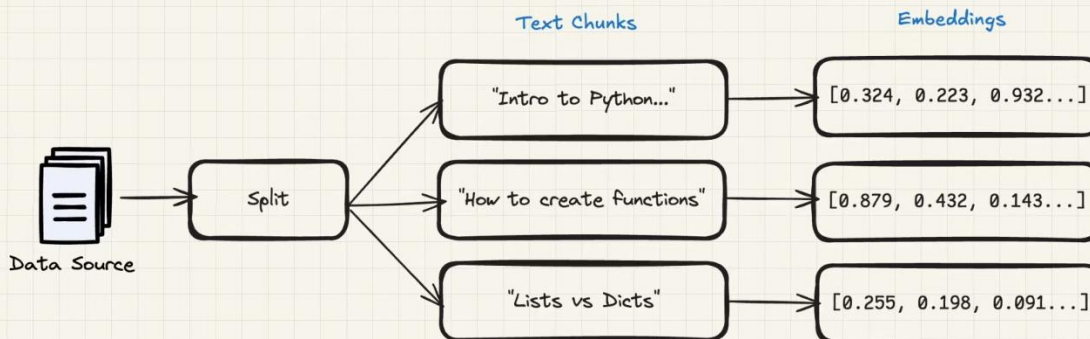 Text Chunks
Embeddings
"Intro to Python..."
[0.324, 0.223, 0.932...]
Split
"How to create functions"
[0.879, 0.432, 0.143...]
Data Source
"Lists vs Dicts"
[0.255, 0.198, 0.091...]